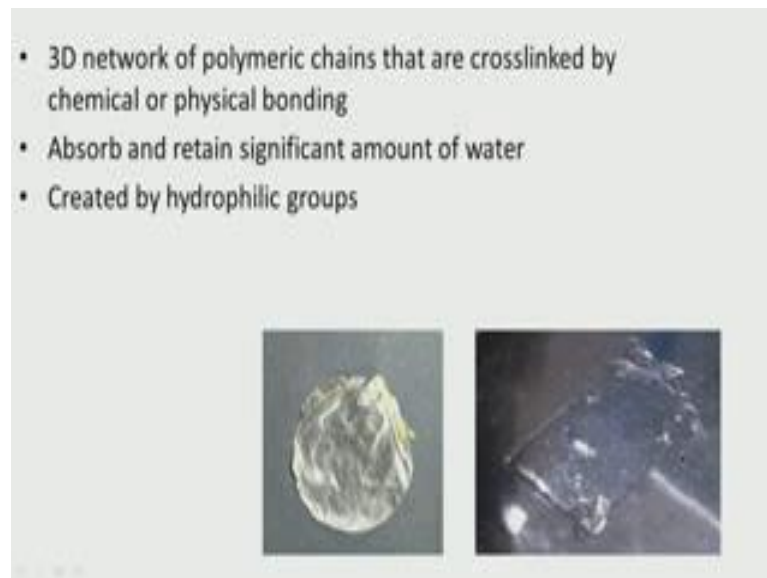 • 3D network of polymeric chains that are crosslinked by
chemical or physical bonding
• Absorb and retain significant amount of water
• Created by hydrophilic groups